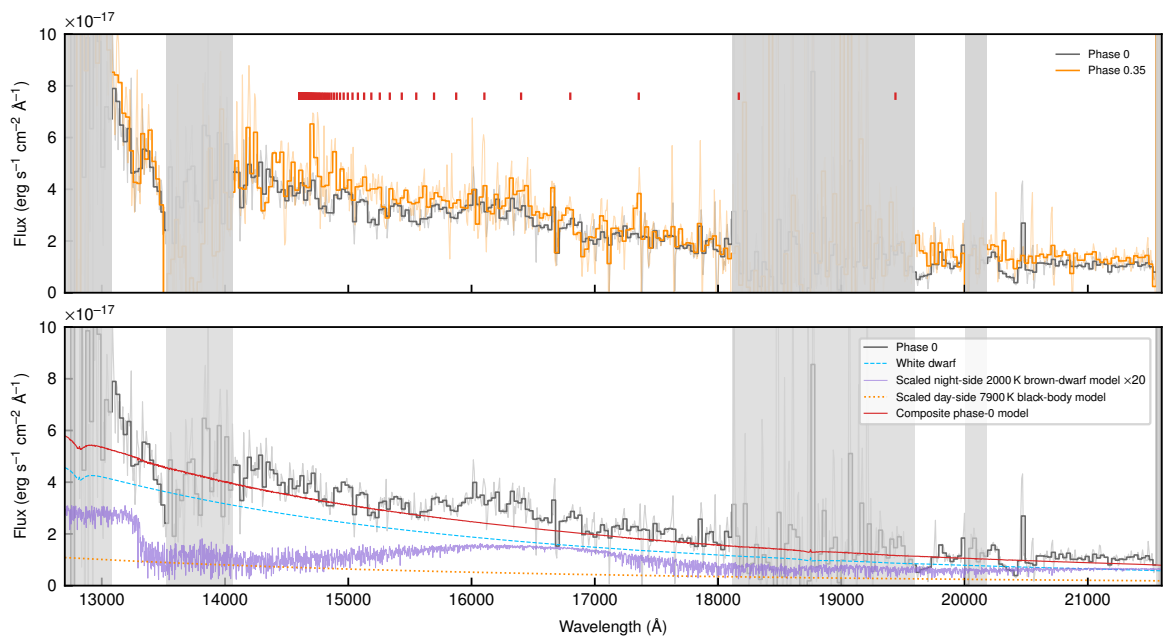 ×10⁻¹⁷
10
8
6
4
2
0
Flux (erg s⁻¹ cm⁻² Å⁻¹)
Phase 0
Phase 0.35
×10⁻¹⁷
10
8
6
4
2
0
Flux (erg s⁻¹ cm⁻² Å⁻¹)
Phase 0
White dwarf
Scaled night-side 2000 K brown-dwarf model ×20
Scaled day-side 7900 K black-body model
Composite phase-0 model
13000 14000 15000 16000 17000 18000 19000 20000 21000
Wavelength (Å)